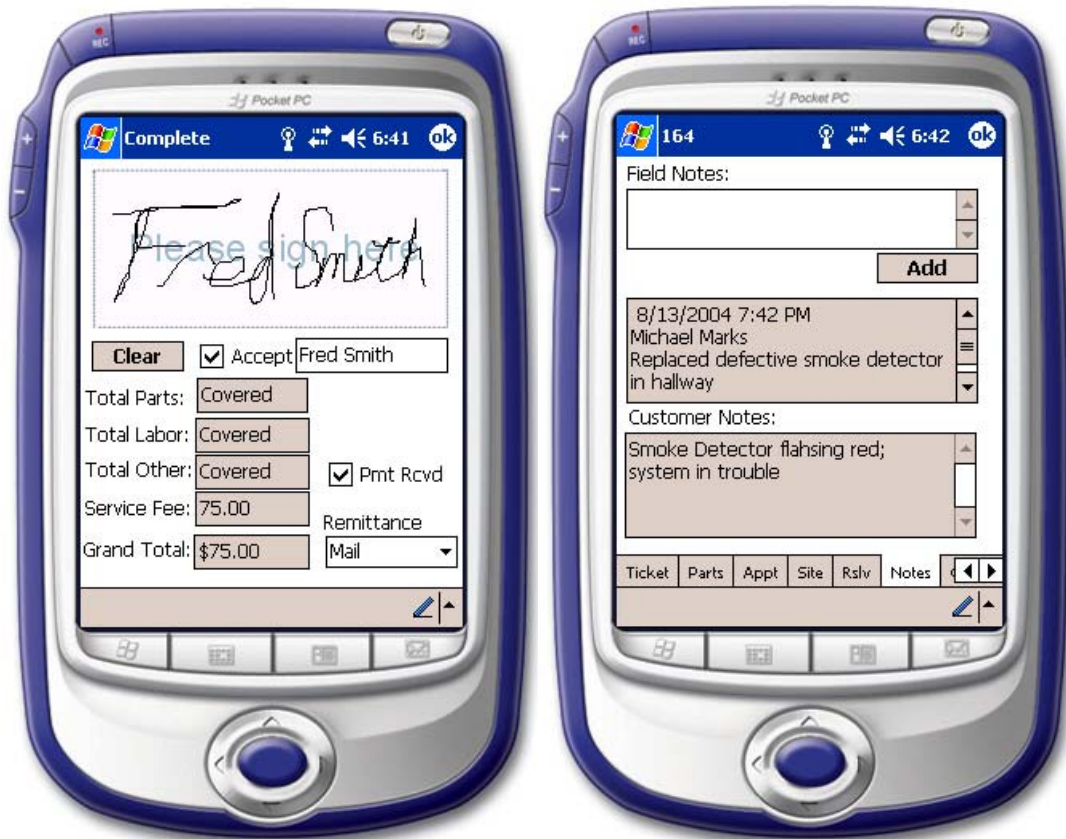 REC
Pocket PC
Complete 6:41 ok
Please sign here
Fred Smith
Clear Accept Fred Smith
Total Parts: Covered
Total Labor: Covered
Total Other: Covered Pmt Rcvd
Service Fee: 75.00
Remittance
Grand Total: $75.00 Mail
REC
Pocket PC
164 6:42 ok
Field Notes:
Add
8/13/2004 7:42 PM
Michael Marks
Replaced defective smoke detector
in hallway
Customer Notes:
Smoke Detector flahsing red;
system in trouble
Ticket Parts Appt Site Rslv Notes